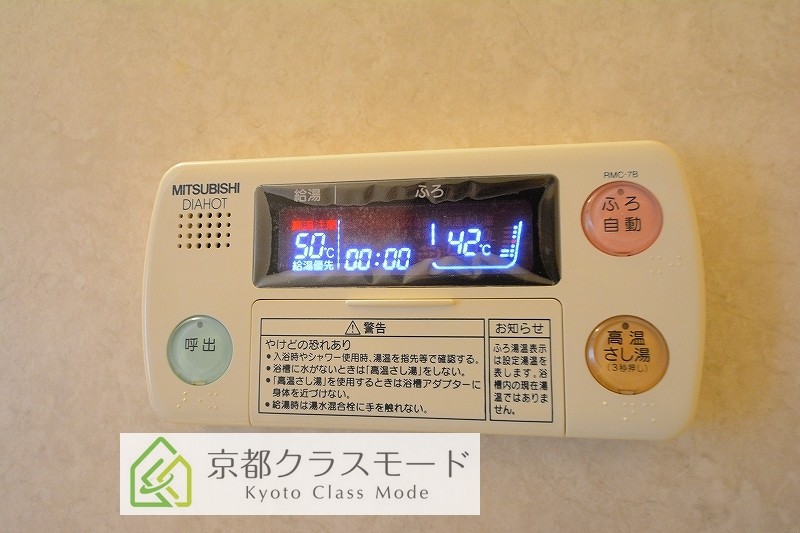 RMC-7B
MITSUBISHI
DIAHOT
給湯
ふろ
50℃
給湯優先
00:00
42℃
ふろ
自動
呼出
高温
さし湯
(3秒押し)
⚠警告
やけどの恐れあり
●入浴時やシャワー使用時、湯温を指先等で確認する。
●浴槽に水がないときは「高温さし湯」をしない。
●「高温さし湯」を使用するときは浴槽アダプターに
身体を近づけない。
●給湯時は湯水混合栓に手を触れない。
お知らせ
ふろ湯温表示
は設定湯温を
表します。浴
槽内の現在湯
温ではありま
せん。
京都クラスモード
Kyoto Class Mode